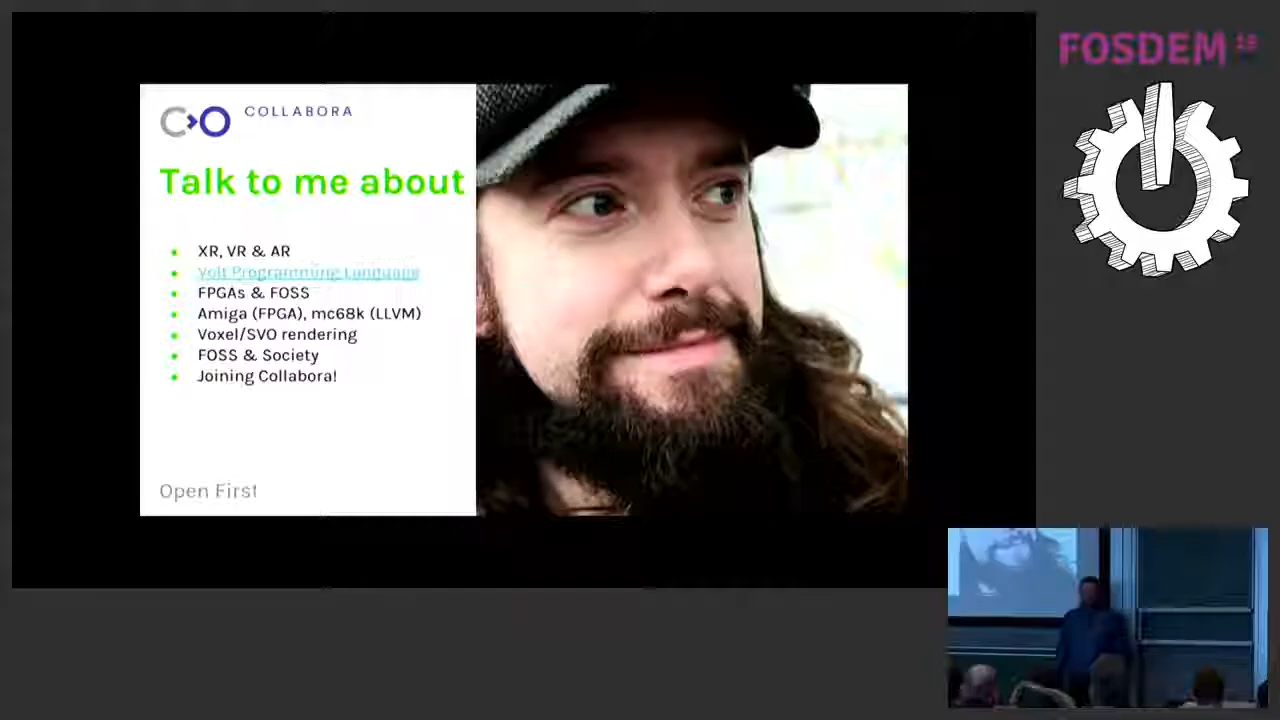 FOSDEM 18
COLLABORA
Talk to me about
XR, VR & AR
Volt Programming Language
FPGAs & FOSS
Amiga (FPGA), mc68k (LLVM)
Voxel/SVO rendering
FOSS & Society
Joining Collabora!
Open First